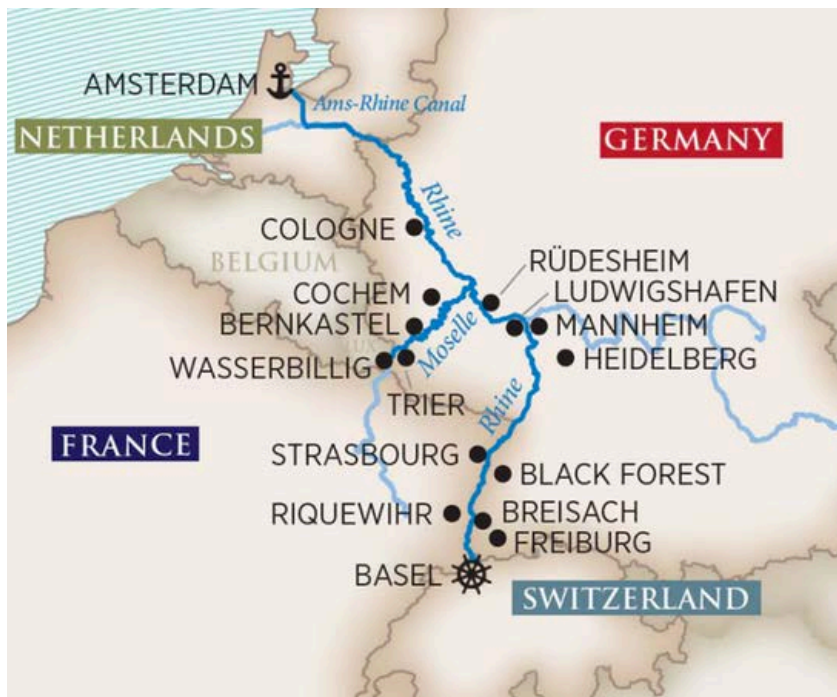 AMSTERDAM
Ams-Rhine Canal
NETHERLANDS
GERMANY
Rhine
COLOGNE
BELGIUM
RÜDESHEIM
COCHEM
LUDWIGSHAFEN
BERNKASTEL
MANNHEIM
LUX
Moselle
WASSERBILLIG
HEIDELBERG
TRIER
Rhine
FRANCE
STRASBOURG
BLACK FOREST
RIQUEWIHR
BREISACH
FREIBURG
BASEL
SWITZERLAND